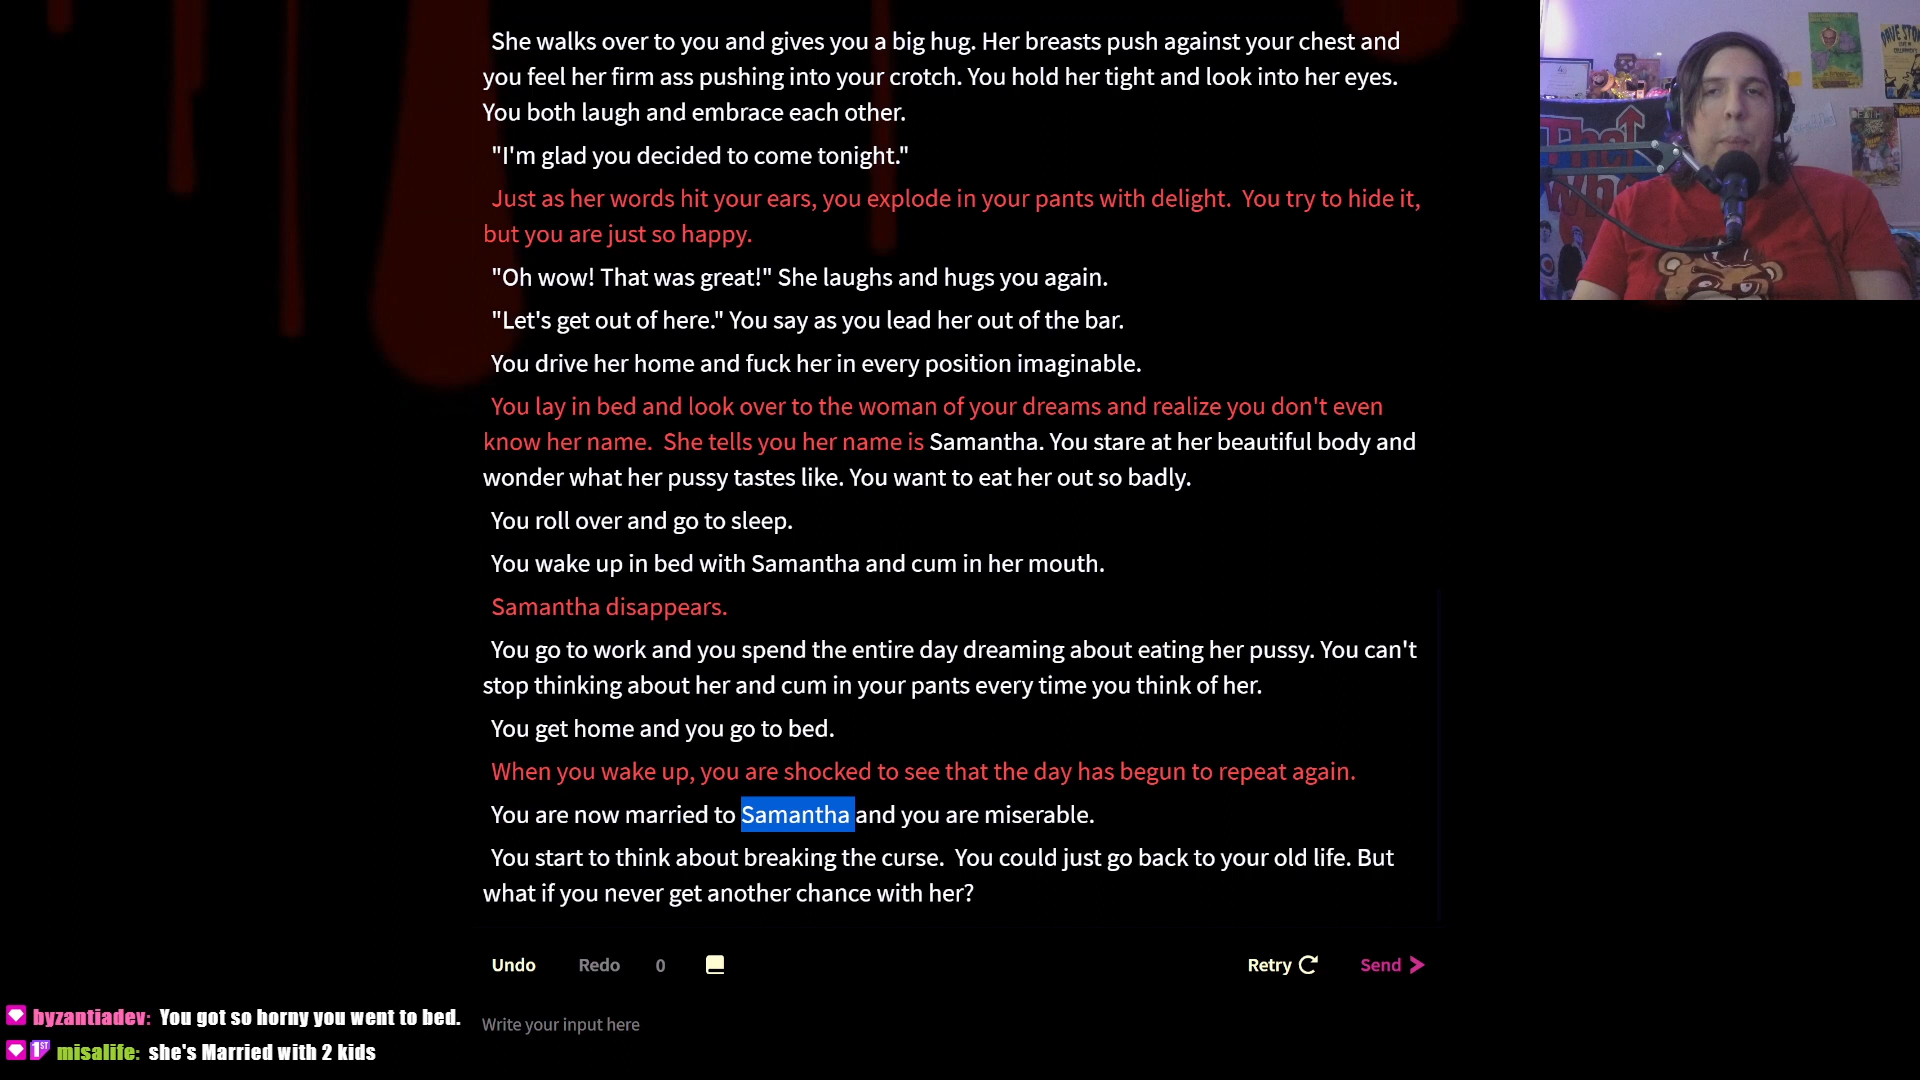 She walks over to you and gives you a big hug. Her breasts push against your chest and
you feel her firm ass pushing into your crotch. You hold her tight and look into her eyes.
You both laugh and embrace each other.
"I'm glad you decided to come tonight."
Just as her words hit your ears, you explode in your pants with delight.  You try to hide it,
but you are just so happy.
"Oh wow! That was great!" She laughs and hugs you again.
"Let's get out of here." You say as you lead her out of the bar.
You drive her home and fuck her in every position imaginable.
You lay in bed and look over to the woman of your dreams and realize you don't even
know her name.  She tells you her name is Samantha. You stare at her beautiful body and
wonder what her pussy tastes like. You want to eat her out so badly.
You roll over and go to sleep.
You wake up in bed with Samantha and cum in her mouth.
Samantha disappears.
You go to work and you spend the entire day dreaming about eating her pussy. You can't
stop thinking about her and cum in your pants every time you think of her.
You get home and you go to bed.
When you wake up, you are shocked to see that the day has begun to repeat again.
You are now married to Samantha and you are miserable.
You start to think about breaking the curse.  You could just go back to your old life. But
what if you never get another chance with her?
Undo Redo 0 Retry Send
Write your input here
byzantiadev: You got so horny you went to bed.
1ST misalife: she's Married with 2 kids